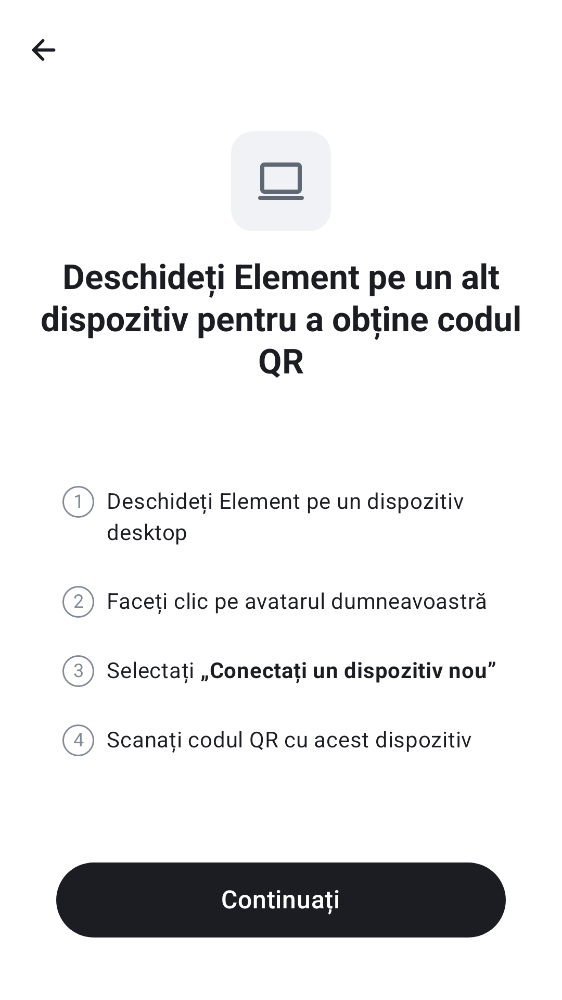 Deschideți Element pe un alt
dispozitiv pentru a obține codul
QR
1 Deschideți Element pe un dispozitiv
desktop
2 Faceți clic pe avatarul dumneavoastră
3 Selectați „Conectați un dispozitiv nou”
4 Scanați codul QR cu acest dispozitiv
Continuați